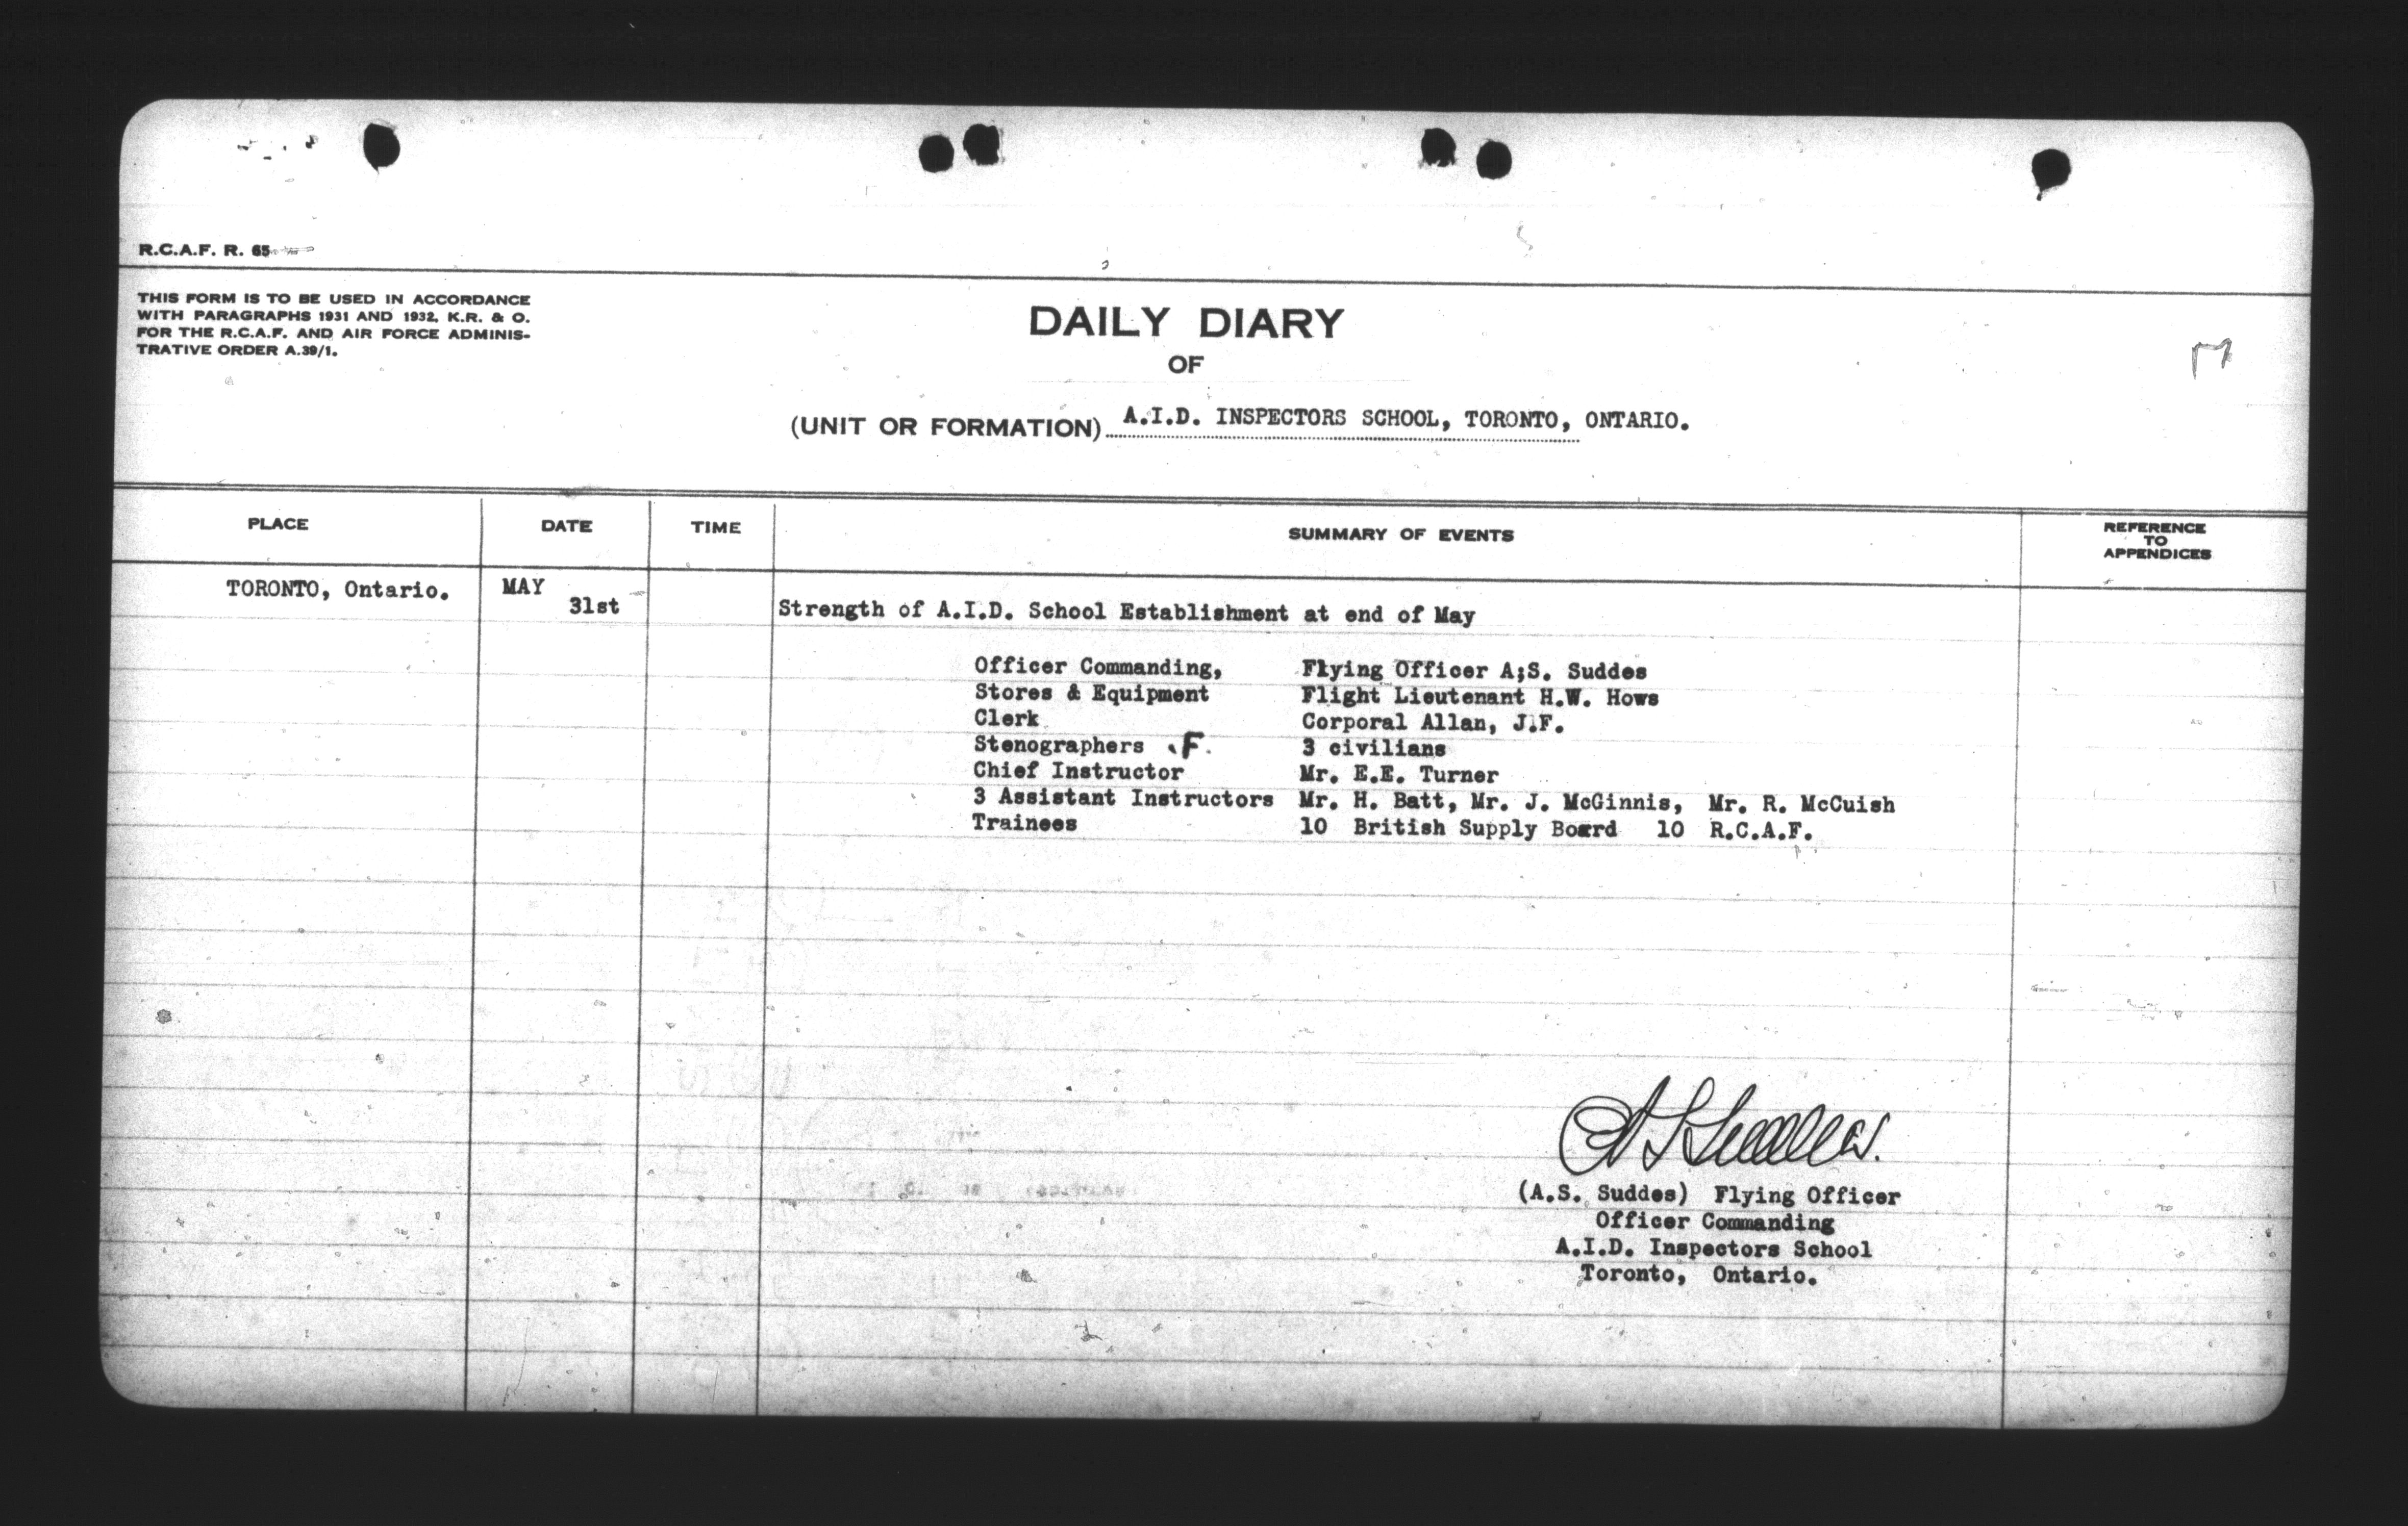 R.C.A.F. R. 65
THIS FORM IS TO BE USED IN ACCORDANCE
WITH PARAGRAPHS 1931 AND 1932, K.R. & O.
FOR THE R.C.A.F. AND AIR FORCE ADMINIS-
TRATIVE ORDER A.39/1.
DAILY DIARY
OF
(UNIT OR FORMATION) A.I.D. INSPECTORS SCHOOL, TORONTO, ONTARIO.
PLACE DATE TIME SUMMARY OF EVENTS REFERENCE
TO
APPENDICES
TORONTO, Ontario. MAY
31st Strength of A.I.D. School Establishment at end of May
Officer Commanding, Flying Officer A;S. Suddes
Stores & Equipment Flight Lieutenant H.W. Hows
Clerk Corporal Allan, J.F.
Stenographers F. 3 civilians
Chief Instructor Mr. E.E. Turner
3 Assistant Instructors Mr. H. Batt, Mr. J. McGinnis, Mr. R. McCuish
Trainees 10 British Supply Board 10 R.C.A.F.
A S Suddes.
(A.S. Suddes) Flying Officer
Officer Commanding
A.I.D. Inspectors School
Toronto, Ontario.